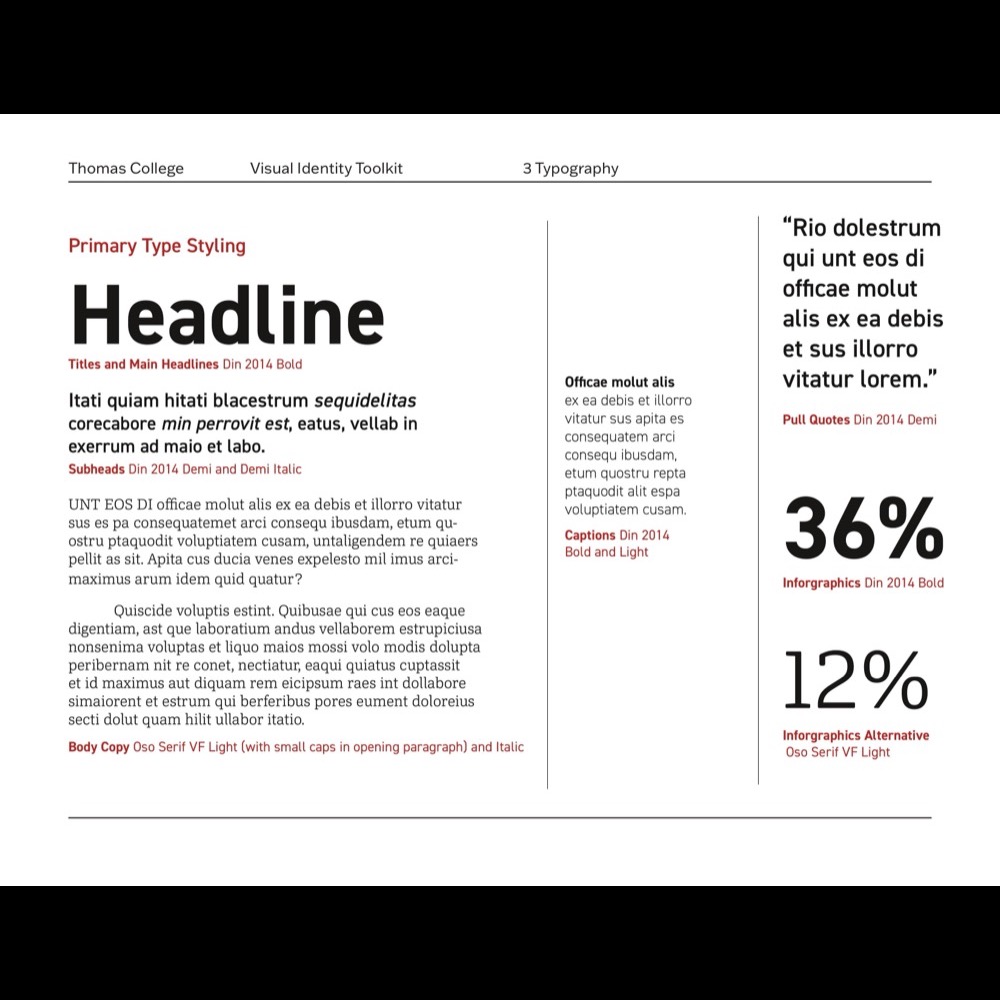 Thomas College
Visual Identity Toolkit
3 Typography
Primary Type Styling
Headline
Titles and Main Headlines Din 2014 Bold
Itati quiam hitati blacestrum sequidelitas
corecabore min perrovit est, eatus, vellab in
exerrum ad maio et labo.
Subheads Din 2014 Demi and Demi Italic
UNT EOS DI officae molut alis ex ea debis et illorro vitatur
sus es pa consequatemet arci consequ ibusdam, etum qu-
ostru ptaquodit voluptatiem cusam, untaligendem re quiaers
pellit as sit. Apita cus ducia venes expelesto mil imus arci-
maximus arum idem quid quatur?
Quiscide voluptis estint. Quibusae qui cus eos eaque
digentiam, ast que laboratium andus vellaborem estrupiciusa
nonsenima voluptas et liquo maios mossi volo modis dolupta
peribernam nit re conet, nectiatur, eaqui quiatus cuptassit
et id maximus aut diquam rem eicipsum raes int dollabore
simaiorent et estrum qui berferibus pores eument doloreius
secti dolut quam hilit ullabor itatio.
Body Copy Oso Serif VF Light (with small caps in opening paragraph) and Italic
Officae molut alis
ex ea debis et illorro
vitatur sus apita es
consequatem arci
consequ ibusdam,
etum quostru repta
ptaquodit alit espa
voluptiatem cusam.
Captions Din 2014
Bold and Light
“Rio dolestrum
qui unt eos di
officae molut
alis ex ea debis
et sus illorro
vitatur lorem.”
Pull Quotes Din 2014 Demi
36%
Inforgraphics Din 2014 Bold
12%
Inforgraphics Alternative
Oso Serif VF Light